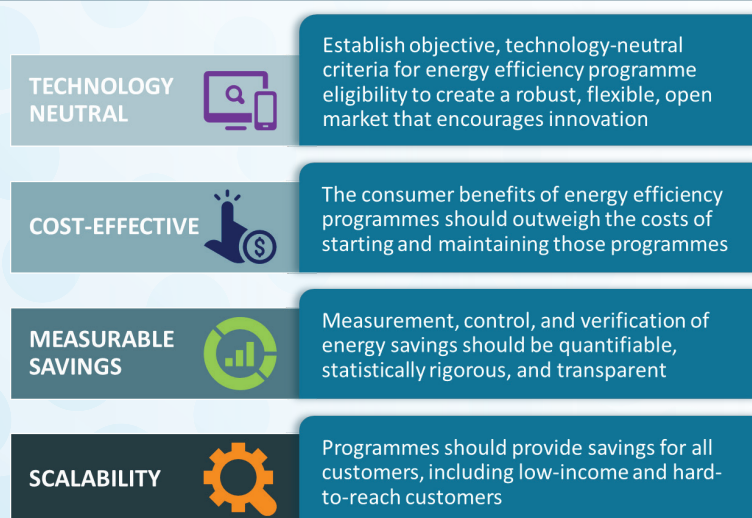 TECHNOLOGY
NEUTRAL
Establish objective, technology-neutral
criteria for energy efficiency programme
eligibility to create a robust, flexible, open
market that encourages innovation
COST-EFFECTIVE
$
The consumer benefits of energy efficiency
programmes should outweigh the costs of
starting and maintaining those programmes
MEASURABLE
SAVINGS
Measurement, control, and verification of
energy savings should be quantifiable,
statistically rigorous, and transparent
SCALABILITY
Programmes should provide savings for all
customers, including low-income and hard-
to-reach customers